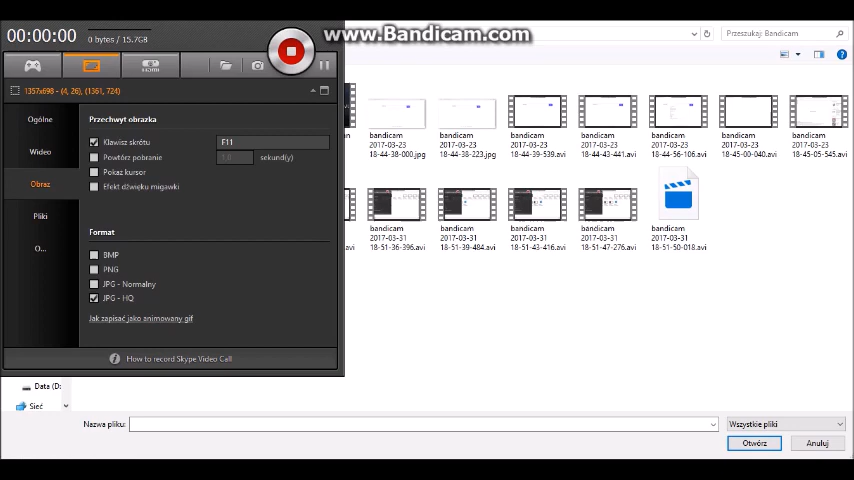 00:00:00
0 bytes / 15.7GB
www.Bandicam.com
Przeszukaj Bandicam
1357x698 - (4, 26), (1361, 724)
Ogólne
Wideo
Obraz
Pliki
O...
Przechwyt obrazka
Klawisz skrótu
F11
Powtórz pobranie
1.0
sekund(y)
Pokaż kursor
Efekt dźwięku migawki
Format
BMP
PNG
JPG - Normalny
JPG - HQ
Jak zapisać jako animowany gif
How to record Skype Video Call
bandicam
2017-03-23
18-44-38-000.jpg
bandicam
2017-03-23
18-44-38-223.jpg
bandicam
2017-03-23
18-44-39-539.avi
bandicam
2017-03-23
18-44-43-441.avi
bandicam
2017-03-23
18-44-56-106.avi
bandicam
2017-03-23
18-45-00-040.avi
bandicam
2017-03-23
18-45-05-545.avi
bandicam
2017-03-31
18-51-36-396.avi
bandicam
2017-03-31
18-51-39-484.avi
bandicam
2017-03-31
18-51-43-416.avi
bandicam
2017-03-31
18-51-47-276.avi
bandicam
2017-03-31
18-51-50-018.avi
Data (D:
Sieć
Nazwa pliku:
Wszystkie pliki
Otwórz
Anuluj